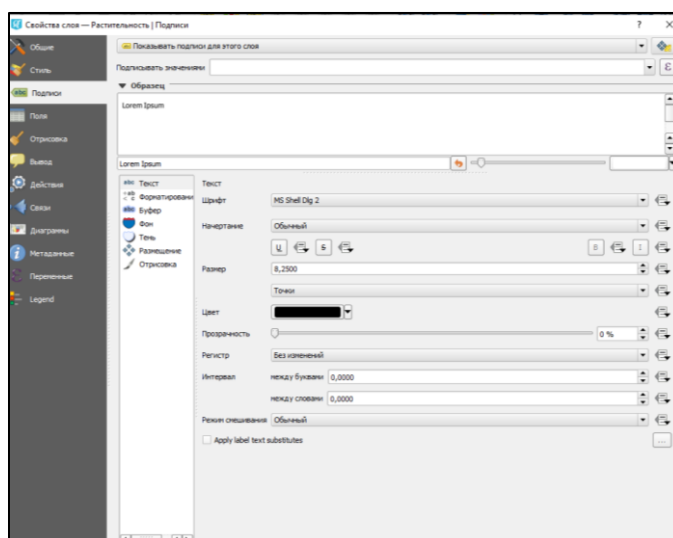 Свойства слоя — Растительность | Подписи
? ×
Общие
Стиль
abc Подписи
Поля
Отрисовка
Вывод
Действия
Связи
Диаграммы
Метаданные
Переменные
Legend
Показывать подписи для этого слоя
Подписывать значениями
ε
▼ Образец
Lorem Ipsum
Lorem Ipsum
abc Текст
Форматировани
abc Буфер
Фон
Тень
Размещение
Отрисовка
Текст
Шрифт MS Shell Dlg 2
Начертание Обычный
U S B I
Размер 8,2500
Точки
Цвет
Прозрачность 0 %
Регистр Без изменений
Интервал между буквами 0,0000
между словами 0,0000
Режим смешивания Обычный
Apply label text substitutes
...